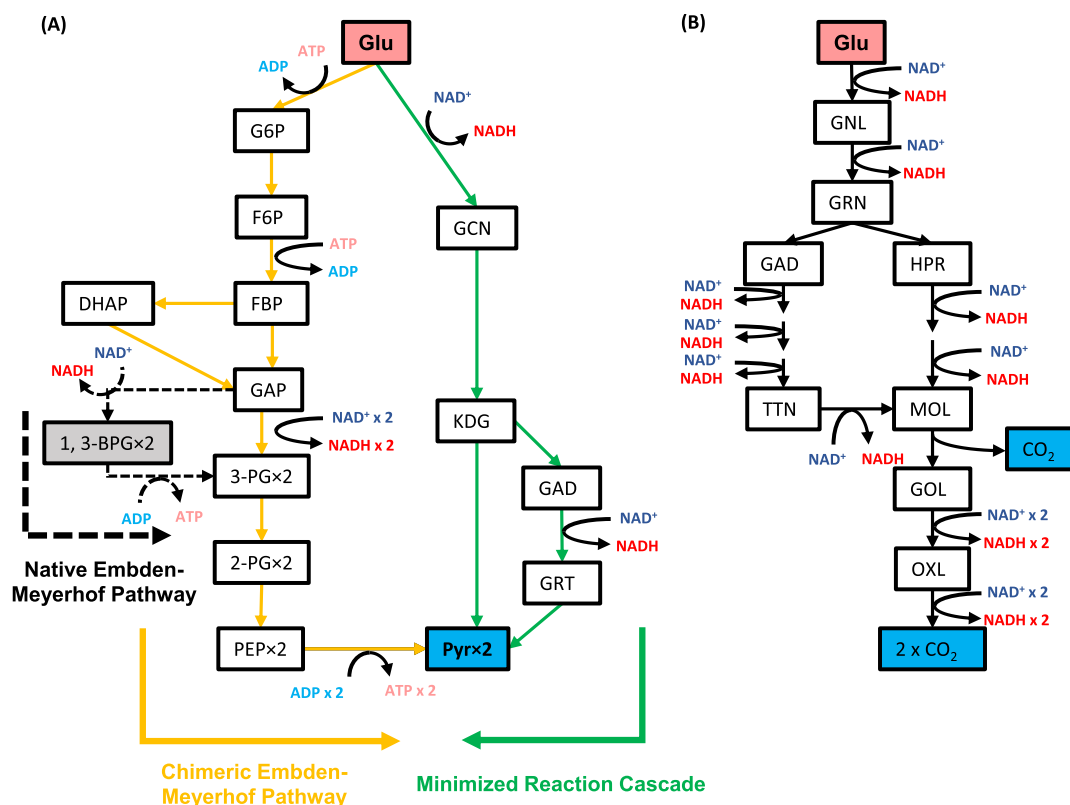 (A)
Glu
ATP
ADP
NAD⁺
NADH
G6P
F6P
GCN
ATP
ADP
DHAP
FBP
NAD⁺
NADH
GAP
NAD⁺ x 2
NADH x 2
KDG
1, 3-BPG×2
3-PG×2
GAD
ADP
ATP
NAD⁺
NADH
Native Embden-
Meyerhof Pathway
2-PG×2
GRT
PEP×2
Pyr×2
ADP x 2
ATP x 2
Chimeric Embden-
Meyerhof Pathway
Minimized Reaction Cascade
(B)
Glu
NAD⁺
NADH
GNL
NAD⁺
NADH
GRN
GAD
HPR
NAD⁺
NADH
NAD⁺
NADH
NAD⁺
NADH
NAD⁺
NADH
NAD⁺
NADH
TTN
MOL
NAD⁺
NADH
CO₂
GOL
NAD⁺ x 2
NADH x 2
OXL
NAD⁺ x 2
NADH x 2
2 x CO₂